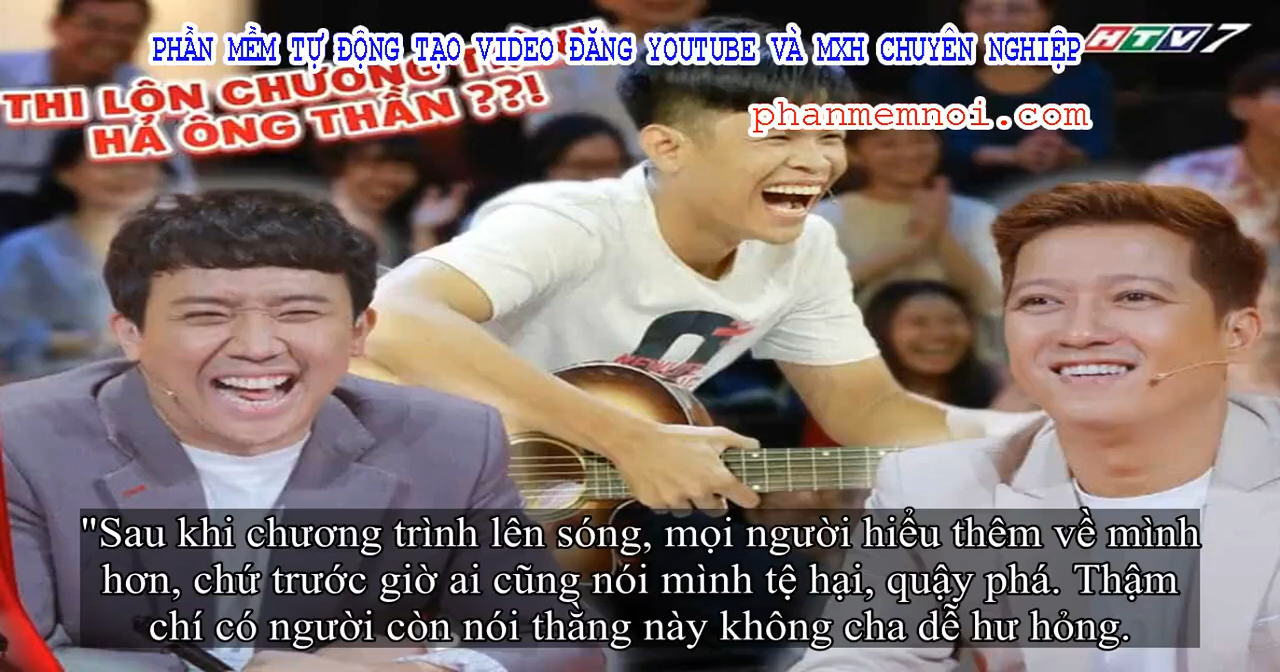 PHẦN MỀM TỰ ĐỘNG TẠO VIDEO ĐĂNG YOUTUBE VÀ MXH CHUYÊN NGHIỆP
HTV7
phanmemnoi.com
THI LỘN CHƯƠNG
HẢ ÔNG THẦN ??!
"Sau khi chương trình lên sóng, mọi người hiểu thêm về mình
hơn, chứ trước giờ ai cũng nói mình tệ hại, quậy phá. Thậm
chí có người còn nói thằng này không cha dễ hư hỏng.